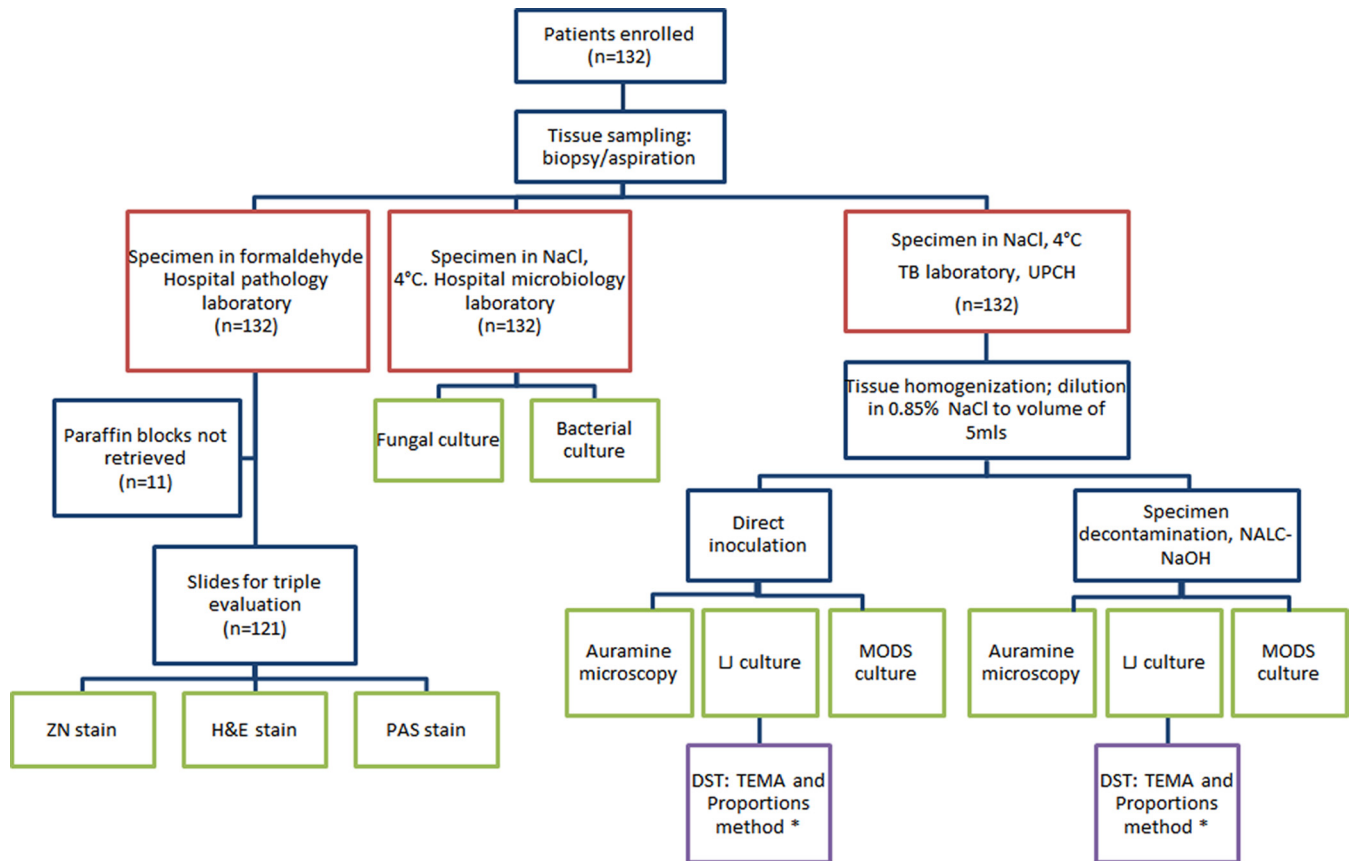 Patients enrolled
(n=132)
Tissue sampling:
biopsy/aspiration
Specimen in formaldehyde
Hospital pathology
laboratory
(n=132)
Specimen in NaCl,
4°C. Hospital microbiology
laboratory
(n=132)
Specimen in NaCl, 4°C
TB laboratory, UPCH
(n=132)
Paraffin blocks not
retrieved
(n=11)
Fungal culture
Bacterial
culture
Tissue homogenization; dilution
in 0.85% NaCl to volume of
5mls
Slides for triple
evaluation
(n=121)
Direct
inoculation
Specimen
decontamination, NALC-
NaOH
ZN stain
H&E stain
PAS stain
Auramine
microscopy
LJ culture
MODS
culture
Auramine
microscopy
LJ culture
MODS
culture
DST: TEMA and
Proportions
method *
DST: TEMA and
Proportions
method *